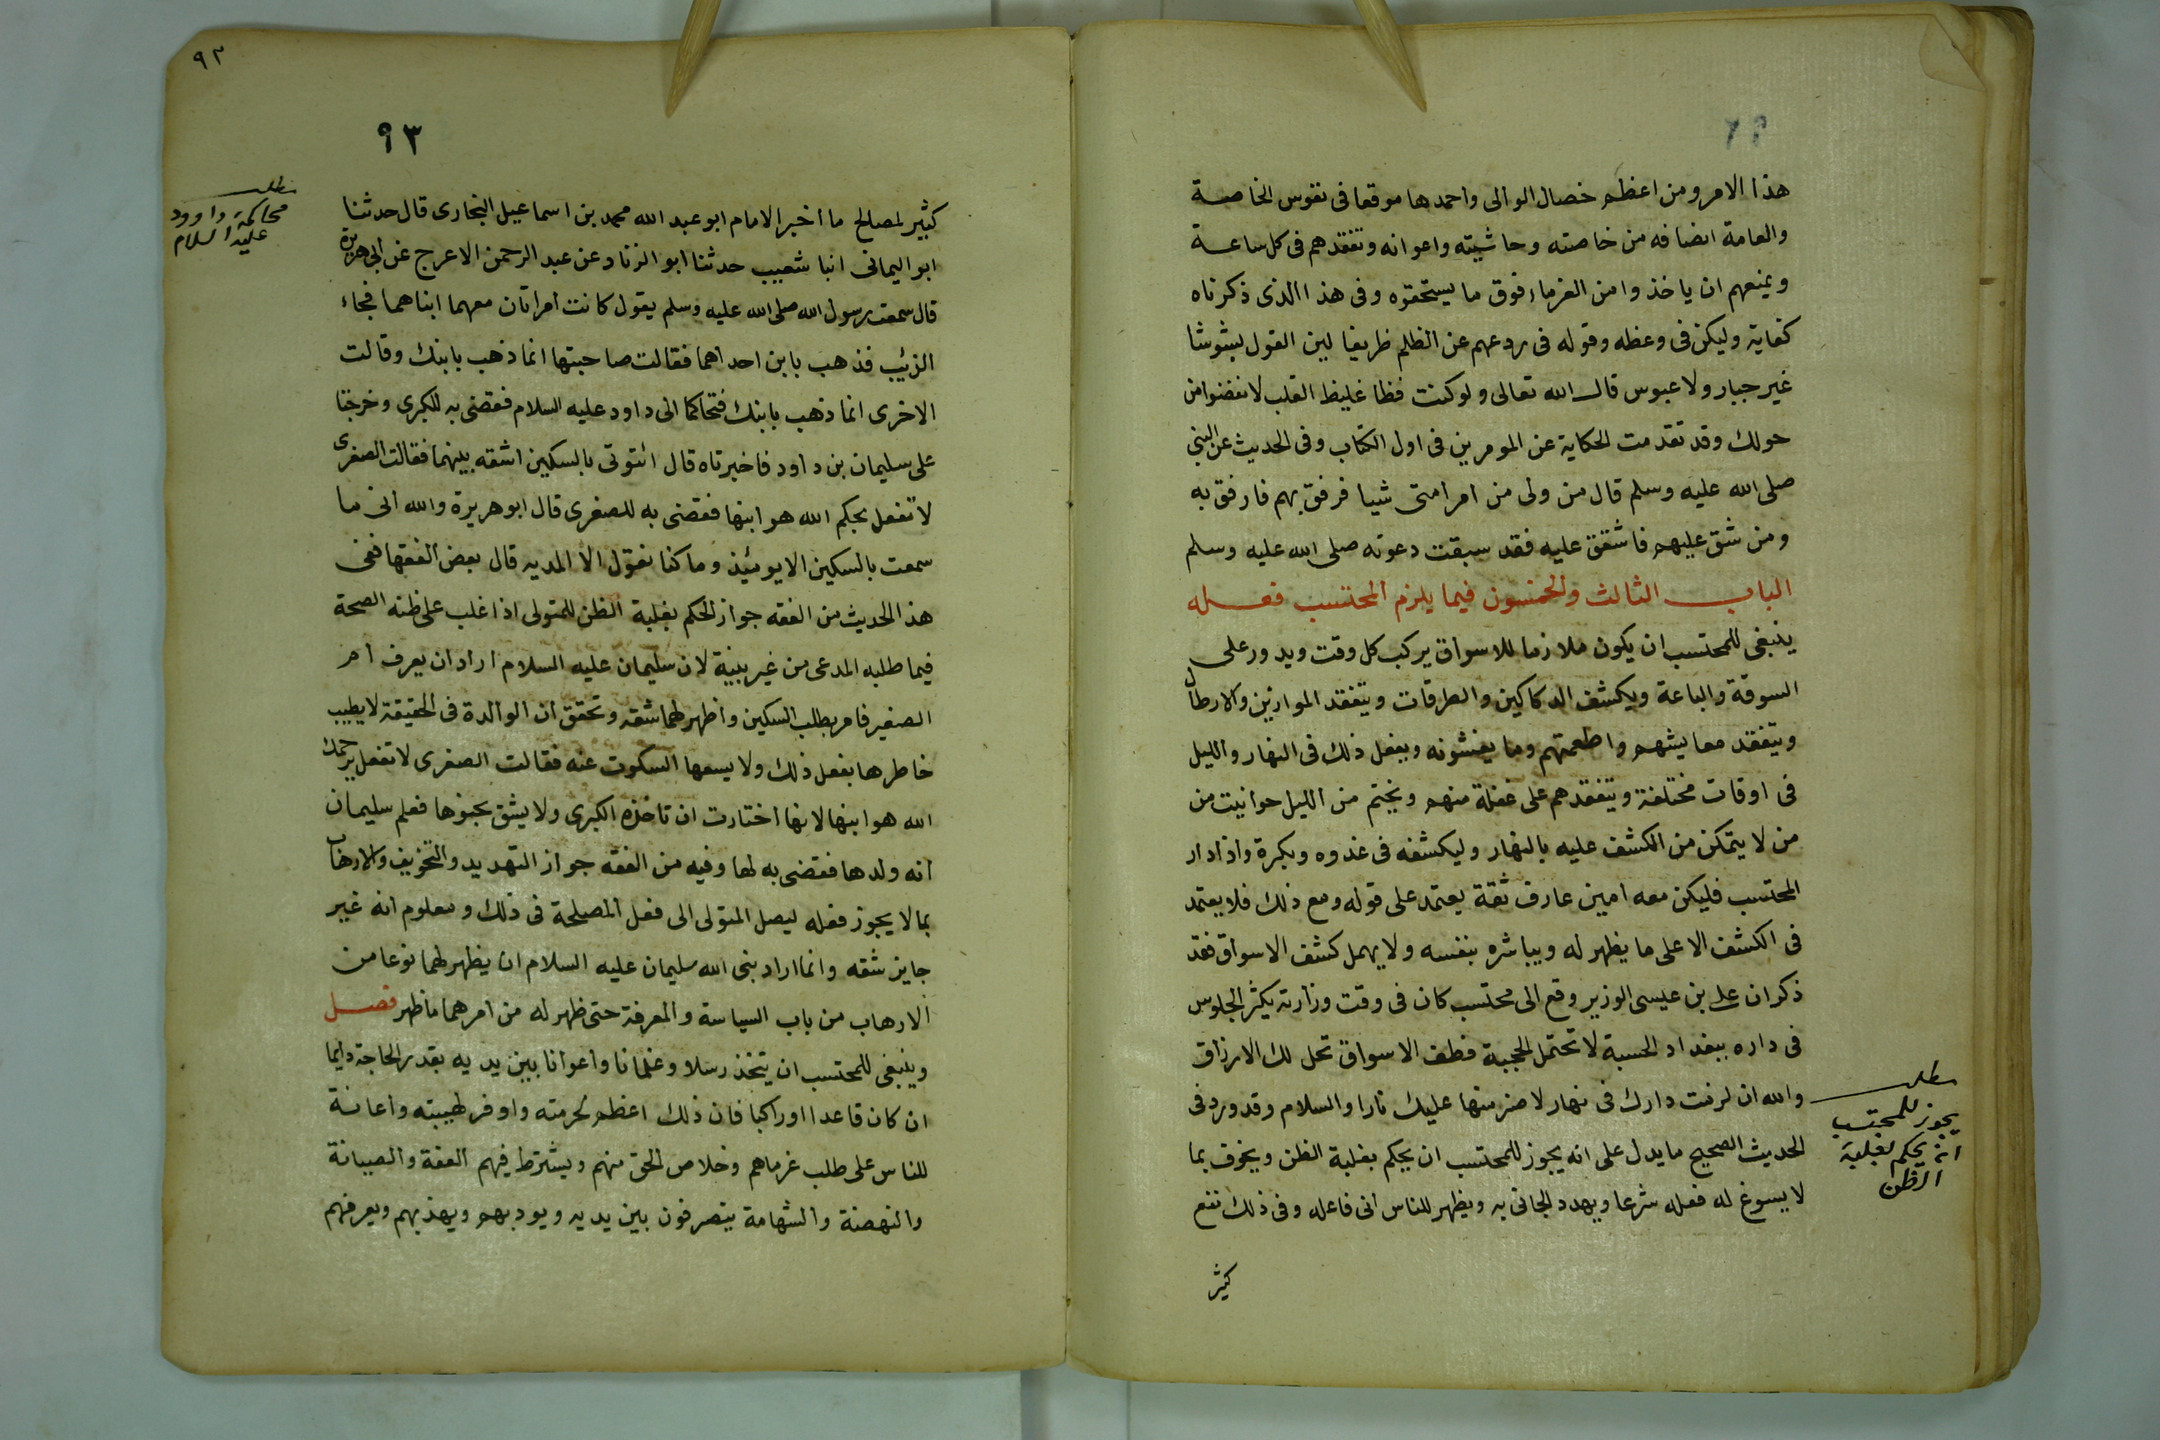 هذا الامر ومن اعظم خصال الوالى واحمدها موقعا فى نفوس الخاصة
والعامة انصافه من خاصته وحاشيته واعوانه وتفقدهم فى كل ساعة
ويمنعهم ان ياخذوا من الغرماء فوق ما يستحقوه وفى هذا الذى ذكرناه
كفاية وليكن فى وعظه وقوله فى ردعهم عن الظلم ظريفا لين القول بشوشا
غير جبار ولا عبوس قال الله تعالى ولو كنت فظا غليظ القلب لانفضوا من
حولك وقد تقدمت الحكاية عن المومرين فى اول الكتاب وفى الحديث عن النبى
صلى الله عليه وسلم قال من ولى من امر امتى شيا فرفق بهم فارفق به
ومن شق عليهم فاشقق عليه فقد سبقت دعوته صلى الله عليه وسلم
الباب الثالث والخمسون فيما يلزم المحتسب فعله
ينبغى للمحتسب ان يكون ملازما للاسواق يركب كل وقت ويدور على
السوقة والباعة ويكشف الدكاكين والطرقات ويتفقد الموازين والارطال
ويتفقد معايشهم واطعمتهم وما يغشونه ويفعل ذلك فى النهار والليل
فى اوقات مختلفة ويتفقدهم على غفلة منهم ويختم من الليل حوانيت من
من لا يتمكن من الكشف عليه بالنهار وليكشفه فى غدوه وبكرة واذا دار
المحتسب فليكن معه امين عارف ثقة يعتمد على قوله ومع ذلك فلا يعتمد
فى الكشف الا على ما يظهر له ويباشره بنفسه ولا يهمل كشف الاسواق فقد
ذكر ان على بن عيسى الوزير وقع الى محتسب كان فى وقت وزارته يكثر الجلوس
فى داره ببغداد الحسبة لا تحتمل الحجبة فطف الاسواق تحل لك الارزاق
والله ان لزمت دارك فى نهار لاضرمنها عليك نارا والسلام وقد ورد فى
الحديث الصحيح ما يدل على انه يجوز للمحتسب ان يحكم بغلبة الظن ويخوف بما
لا يسوغ له فعله شرعا ويهدد الجانى به ويظهر للناس انى فاعله وفى ذلك نفع
كثير
مطلب
يجوز للمحتسب
انه يحكم بغلبة
الظن
٩٣
٩٣
كثير لمصالح ما اخبر الامام ابو عبد الله محمد بن اسماعيل البخارى قال حدثنا
ابو اليمانى انبا شعيب حدثنا ابو الزناد عن عبد الرحمن الاعرج عن ابى هريرة
قال سمعت رسول الله صلى الله عليه وسلم يقول كانت امراتان معهما ابناهما فجاء
الذئيب فذهب بابن احداهما فقالت صاحبتها انما ذهب بابنك وقالت
الاخرى انما ذهب بابنك فتحاكما الى داود عليه السلام فقضى به للكبرى وخرجتا
على سليمان بن داود فاخبرتاه قال ائتونى بالسكين اشقه بينهما فقالت الصغرى
لا تفعل يحكم الله هو ابنها فقضى به للصغرى قال ابو هريرة والله انى ما
سمعت بالسكين الا يومئيذ وما كنا نقول الا المديه قال بعض الفقها ففى
هذا الحديث من الفقه جواز الحكم بغلبة الظن للمتولى اذا غلب على ظنه الصحة
فيما طلبه المدعى من غير بينة لان سليمان عليه السلام اراد ان يعرف امر
الصغير فامر بطلب السكين واظهر لهما شقه وتحقق ان الوالدة فى الحقيقة لا يطيب
خاطرها بفعل ذلك ولا يسعها السكوت عنه فقالت الصغرى لا تفعل يرحمك
الله هو ابنها لانها اختارت ان تاخذه الكبرى ولا يشق بحبوها فعلم سليمان
انه ولدها فقضى به لها وفيه من الفقه جواز التهديد والتخويف والارهاب
بما لا يجوز فعله ليصل المتولى الى فعل المصلحة فى ذلك ومعلوم انه غير
جايز شقه وانما اراد بنى الله سليمان عليه السلام ان يظهر لهما نوعا من
الارهاب من باب السياسة والمعرفة حتى ظهر له من امرهما ما ظهر فصل
وينبغى للمحتسب ان يتخذ رسلا وغلمانا واعوانا بين يديه بقدر الحاجة دايما
ان كان قاعدا او راكبا فان ذلك اعظم لحرمته واوفر لهيبته واعانة
للناس على طلب غرماهم وخلاص الحق منهم ويشترط فيهم العفة والصيانة
والنهضة والشهامة يتصرفون بين يديه ويودبهم ويهذبهم ويعرفهم
مطلب
محاكمة داوود
عليه السلام